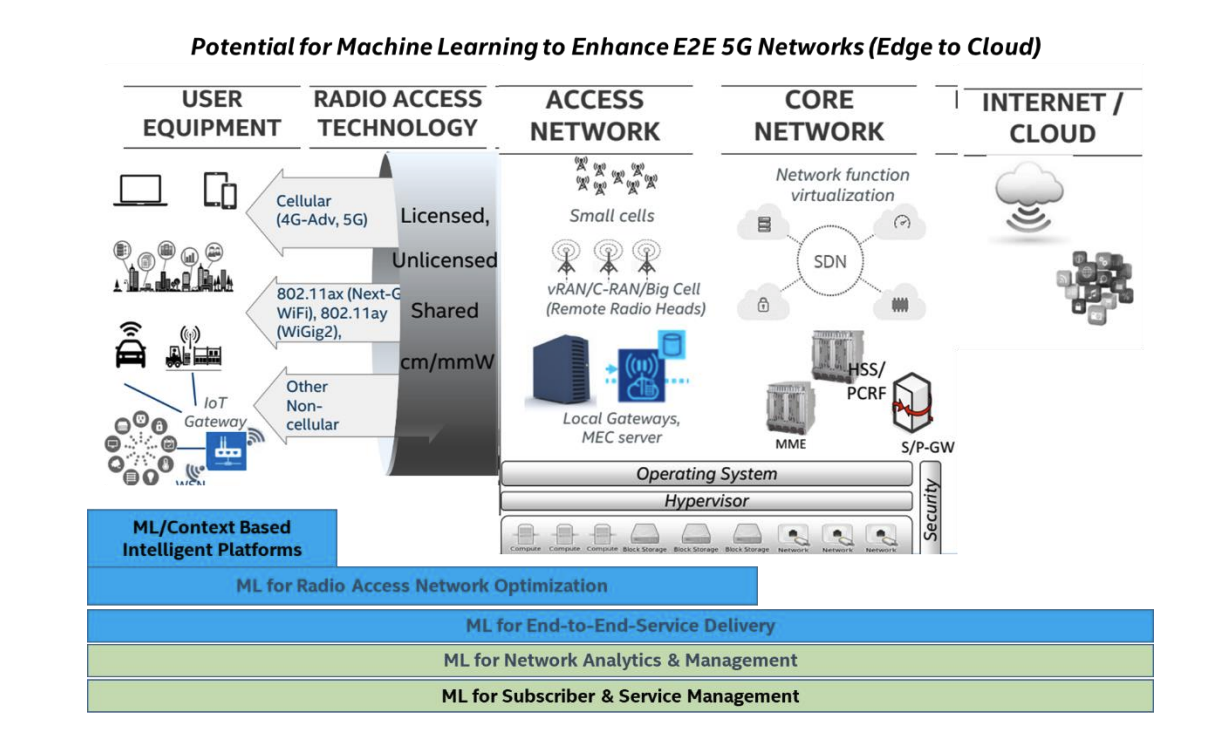 Potential for Machine Learning to Enhance E2E 5G Networks (Edge to Cloud)
USER
EQUIPMENT
RADIO ACCESS
TECHNOLOGY
ACCESS
NETWORK
CORE
NETWORK
INTERNET /
CLOUD
Cellular
(4G-Adv, 5G)
802.11ax (Next-G
WiFi), 802.11ay
(WiGig2),
Other
Non-
cellular
Licensed,
Unlicensed
Shared
cm/mmW
IoT
Gateway
WSN
Small cells
vRAN/C-RAN/Big Cell
(Remote Radio Heads)
Local Gateways,
MEC server
Network function
virtualization
SDN
HSS/
PCRF
MME
S/P-GW
Operating System
Hypervisor
Compute Compute Compute Block Storage Block Storage Block Storage Network Network Network
Security
ML/Context Based
Intelligent Platforms
ML for Radio Access Network Optimization
ML for End-to-End-Service Delivery
ML for Network Analytics & Management
ML for Subscriber & Service Management